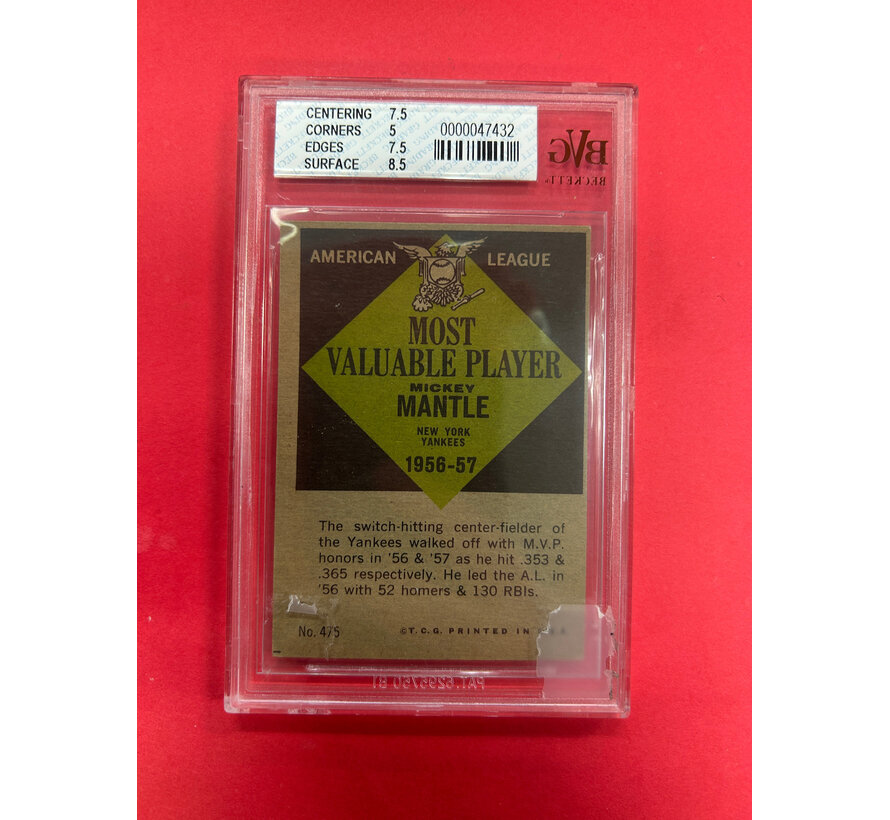 CENTERING 7.5
CORNERS 5
EDGES 7.5
SURFACE 8.5
0000047432
BVG
BECKETT
AMERICAN LEAGUE
MOST
VALUABLE PLAYER
MICKEY
MANTLE
NEW YORK
YANKEES
1956-57
The switch-hitting center-fielder of
the Yankees walked off with M.V.P.
honors in '56 & '57 as he hit .353 &
.365 respectively. He led the A.L. in
'56 with 52 homers & 130 RBIs.
No. 475
©T.C.G. PRINTED IN